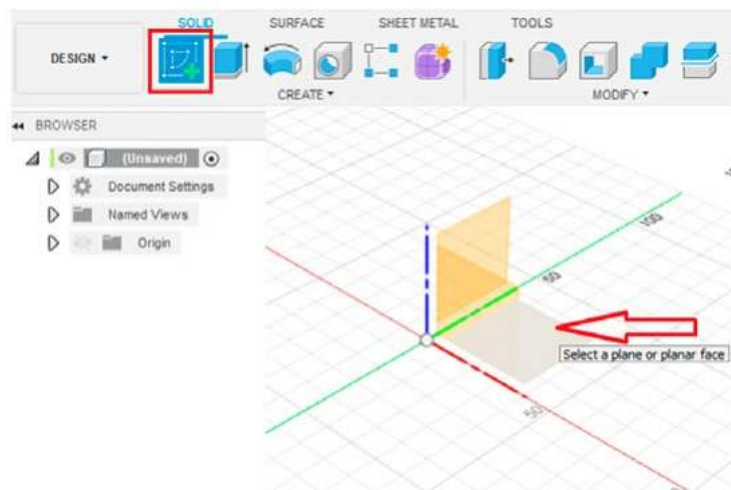 SOLID SURFACE SHEET METAL TOOLS
DESIGN
CREATE MODIFY
BROWSER
(Unsaved)
Document Settings
Named Views
Origin
100
50
Select a plane or planar face
50